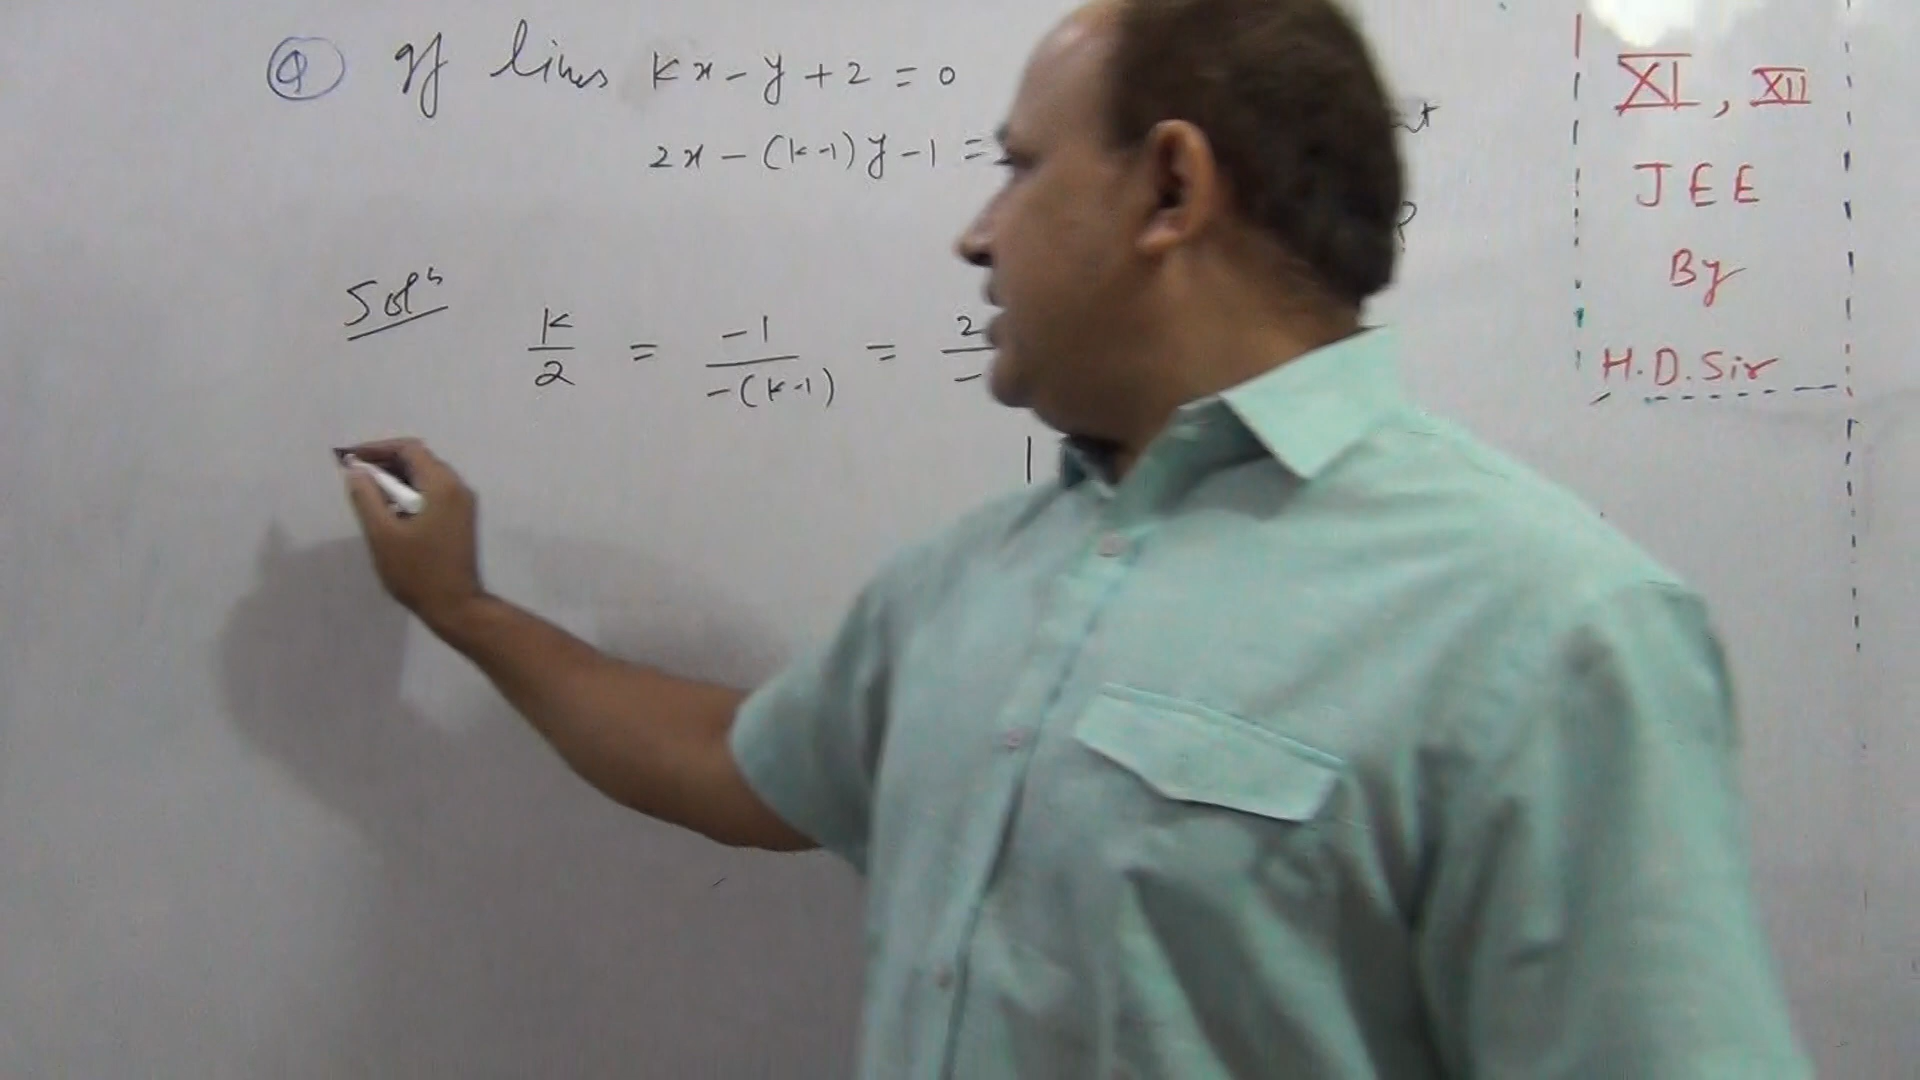 Q If lines kx - y + 2 = 0
2x - (k-1)y - 1 =
Solⁿ
k/2 = -1/-(k-1) = 2/-
XI, XII
JEE
By
H.D. Sir